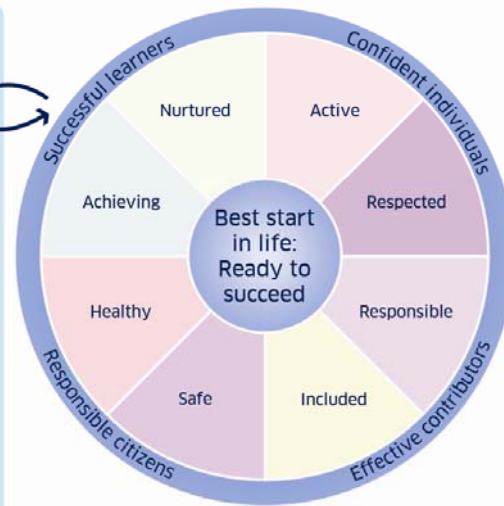 Successful learners
Confident individuals
Nurtured
Active
Achieving
Respected
Best start
in life:
Ready to
succeed
Healthy
Responsible
Safe
Included
Responsible citizens
Effective contributors